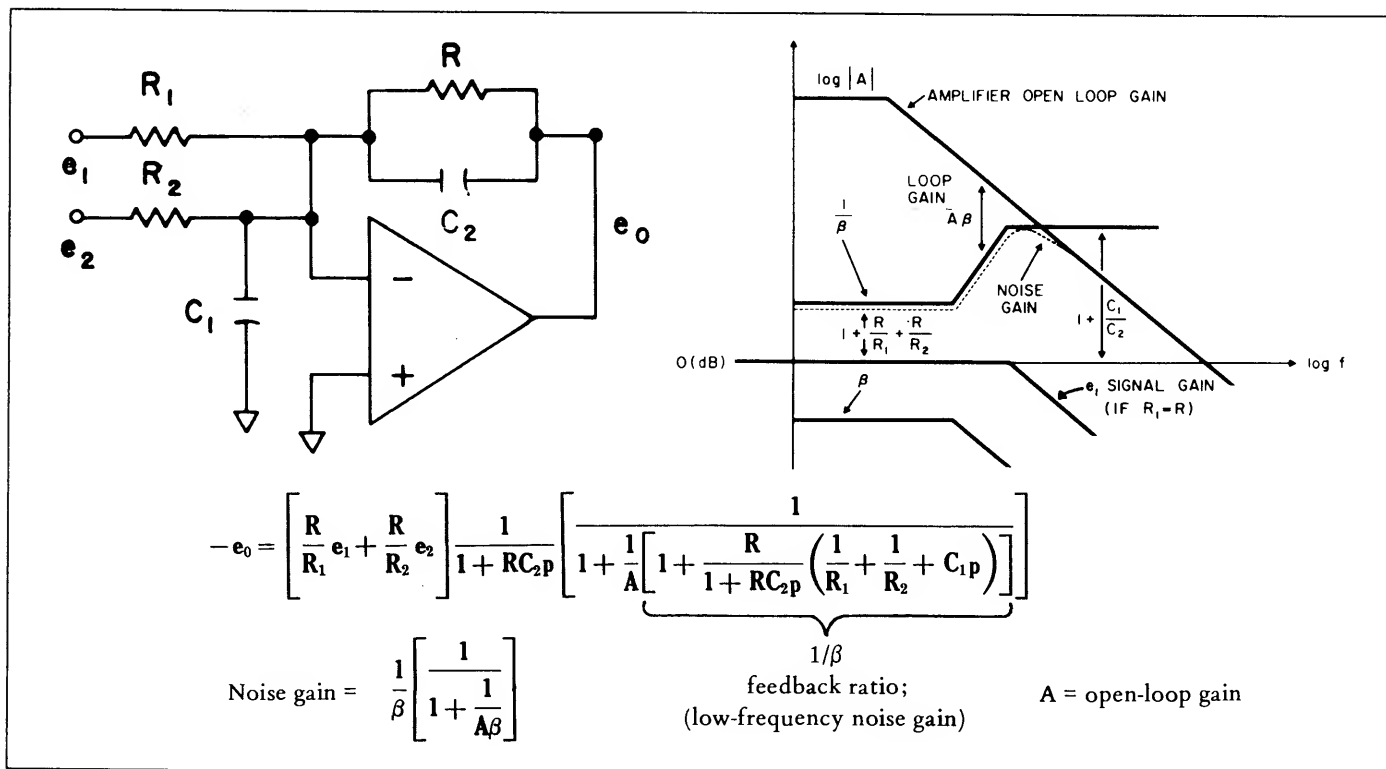 R
R₁
e₁
R₂
C₂
e₂
e₀
C₁
−
+
log |A|
AMPLIFIER OPEN LOOP GAIN
LOOP
GAIN
Aβ
1/β
NOISE
GAIN
1 + R/R₁ + R/R₂
1 + C₁/C₂
O(dB)
log f
β
e₁ SIGNAL GAIN
(IF R₁=R)
−e₀ = [R/R₁ e₁ + R/R₂ e₂] 1/(1 + RC₂p) [1/(1 + 1/A[1 + R/(1 + RC₂p) (1/R₁ + 1/R₂ + C₁p)])]
1/β
feedback ratio;
(low-frequency noise gain)
Noise gain = 1/β [1/(1 + 1/Aβ)]
A = open-loop gain